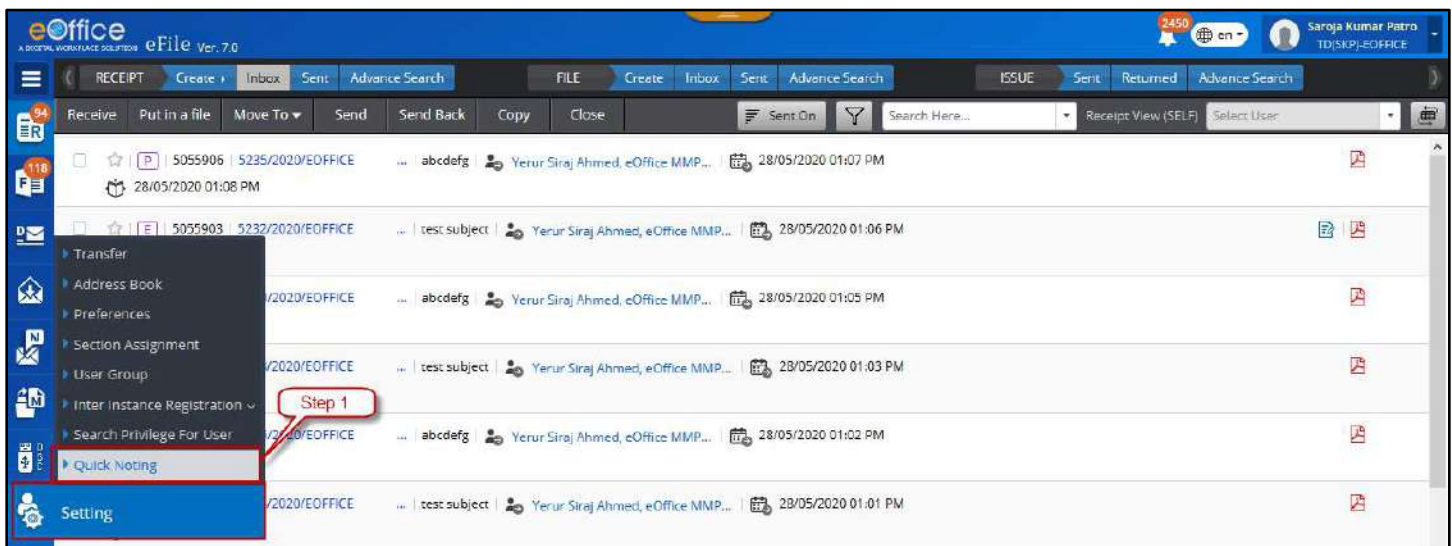 eOffice
A DIGITAL WORKPLACE SOLUTION eFile Ver. 7.0
2450 en Saroja Kumar Patro
TD(SKP)-EOFFICE
RECEIPT Create Inbox Sent Advance Search FILE Create Inbox Sent Advance Search ISSUE Sent Returned Advance Search
94 R Receive Put in a file Move To Send Send Back Copy Close Sent On Search Here... Receipt View (SELF) Select User
P 5055906 5235/2020/EOFFICE ... abcdefg Yerur Siraj Ahmed, eOffice MMP... 28/05/2020 01:07 PM
118 F 28/05/2020 01:08 PM
D E 5055903 5232/2020/EOFFICE ... test subject Yerur Siraj Ahmed, eOffice MMP... 28/05/2020 01:06 PM
Transfer
Address Book
/2020/EOFFICE ... abcdefg Yerur Siraj Ahmed, eOffice MMP... 28/05/2020 01:05 PM
Preferences
N Section Assignment
User Group
/2020/EOFFICE ... test subject Yerur Siraj Ahmed, eOffice MMP... 28/05/2020 01:03 PM
M Inter Instance Registration Step 1
Search Privilege For User
/2020/EOFFICE ... abcdefg Yerur Siraj Ahmed, eOffice MMP... 28/05/2020 01:02 PM
DSC Quick Noting
Setting /2020/EOFFICE ... test subject Yerur Siraj Ahmed, eOffice MMP... 28/05/2020 01:01 PM